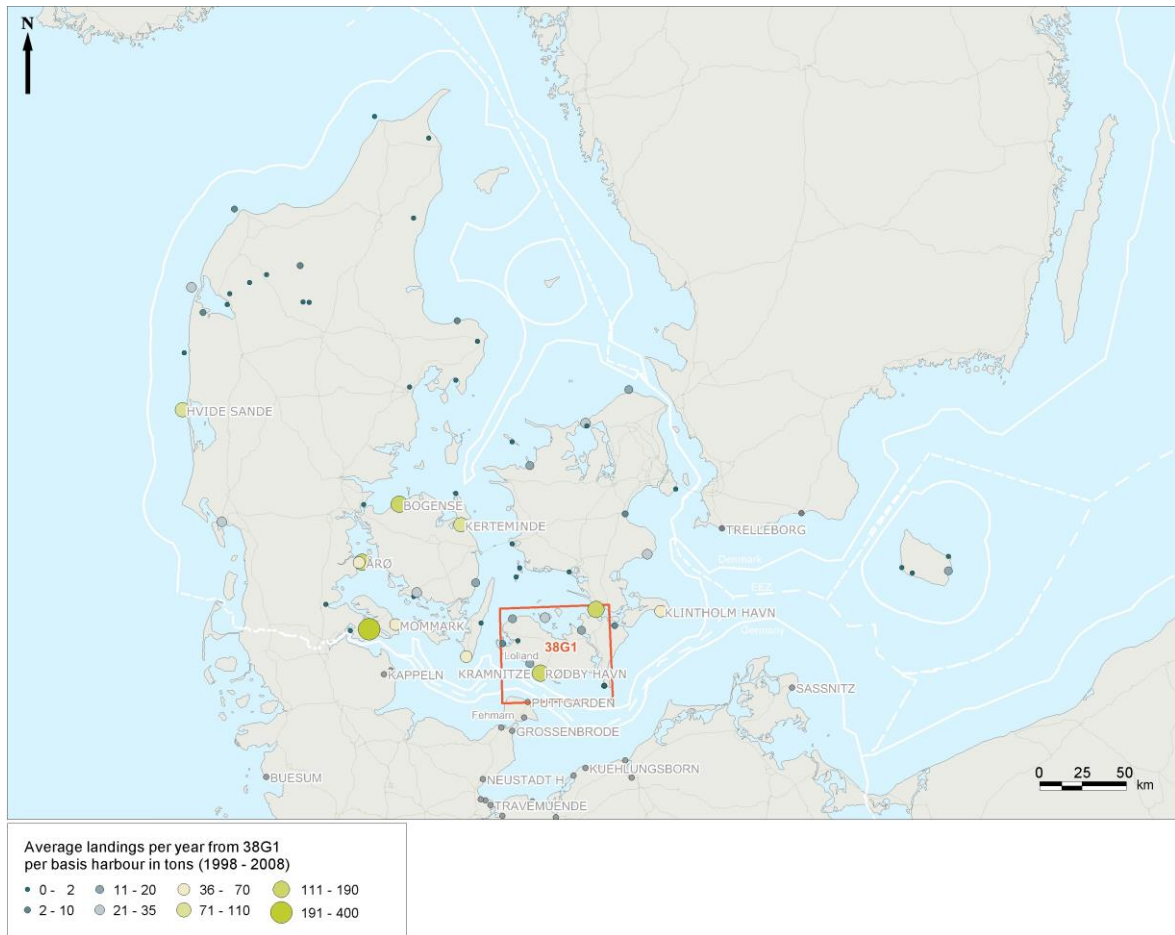 N
HVIDE SANDE
BOGENSE
KERTEMINDE
TRELLEBORG
ÅRØ
Denmark
EEZ
Germany
KLINTHOLM HAVN
MOMMARK
38G1
Lolland
KAPPELN
KRAMNITZE
RØDBY HAVN
SASSNITZ
PUTTGARDEN
Fehmarn
GROSSENBRODE
BUESUM
NEUSTADT H.
KUEHLUNGSBORN
TRAVEMUENDE
0 25 50
km
Average landings per year from 38G1
per basis harbour in tons (1998 - 2008)
0 - 2 11 - 20 36 - 70 111 - 190
2 - 10 21 - 35 71 - 110 191 - 400